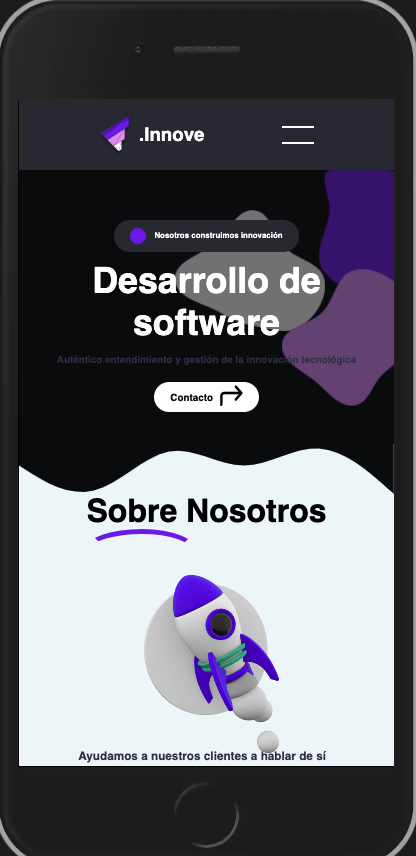 .Innove
Nosotros construimos innovación
Desarrollo de
software
Auténtico entendimiento y gestión de la innovación tecnológica
Contacto
Sobre Nosotros
Ayudamos a nuestros clientes a hablar de sí